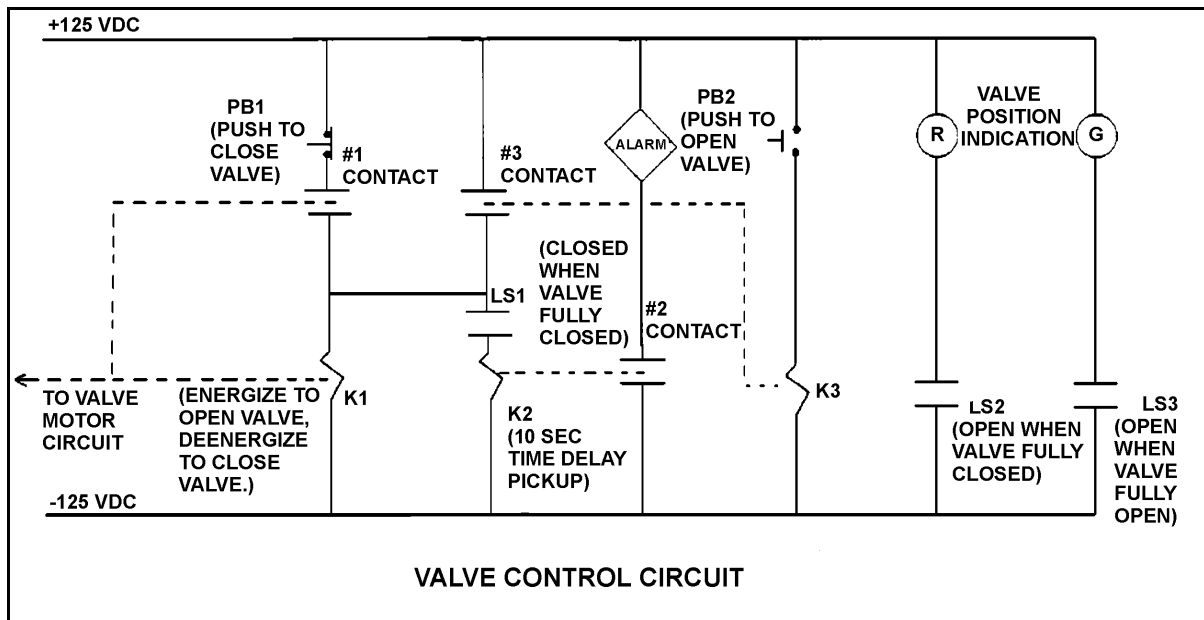 +125 VDC
PB1
(PUSH TO
CLOSE
VALVE)
#1
CONTACT
#3
CONTACT
ALARM
PB2
(PUSH TO
OPEN
VALVE)
R
VALVE
POSITION
INDICATION
G
LS1
(CLOSED
WHEN
VALVE
FULLY
CLOSED)
#2
CONTACT
TO VALVE
MOTOR
CIRCUIT
(ENERGIZE TO
OPEN VALVE,
DEENERGIZE
TO CLOSE
VALVE.)
K1
K2
(10 SEC
TIME DELAY
PICKUP)
K3
LS2
(OPEN WHEN
VALVE FULLY
CLOSED)
LS3
(OPEN
WHEN
VALVE
FULLY
OPEN)
-125 VDC
VALVE CONTROL CIRCUIT